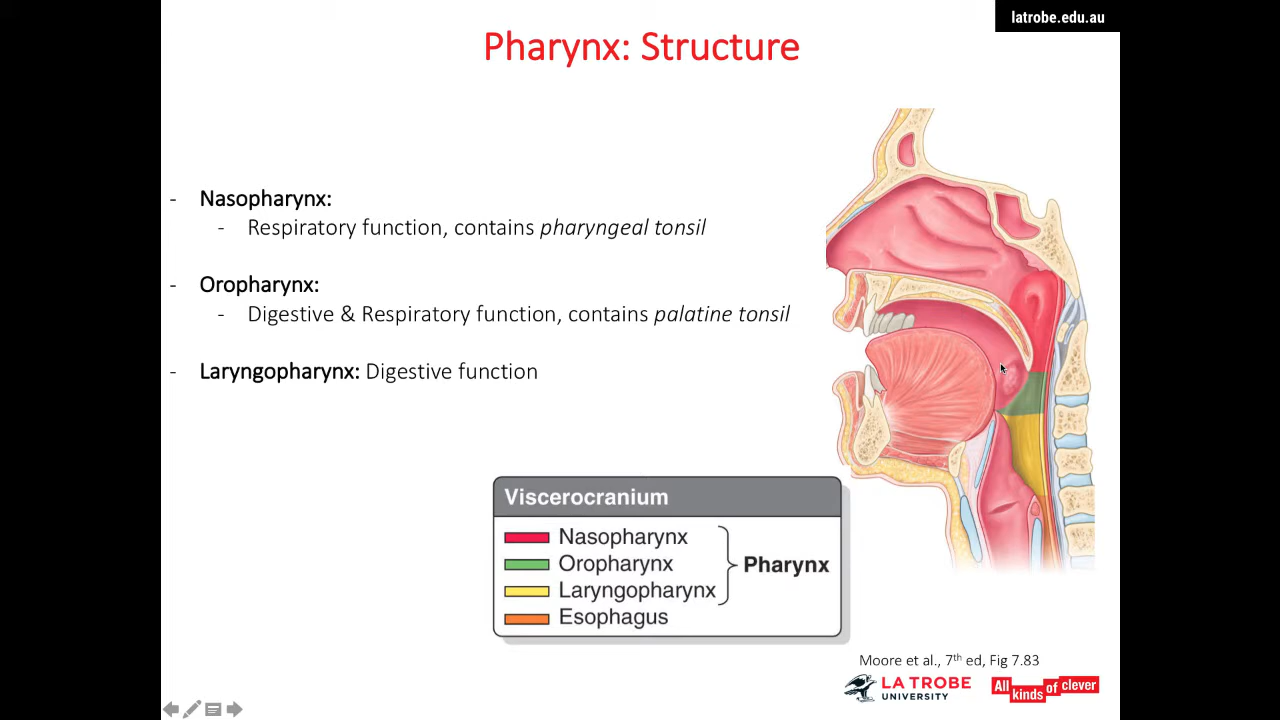 latrobe.edu.au
Pharynx: Structure
- Nasopharynx:
- Respiratory function, contains pharyngeal tonsil
- Oropharynx:
- Digestive & Respiratory function, contains palatine tonsil
- Laryngopharynx: Digestive function
Viscerocranium
Nasopharynx
Oropharynx
Laryngopharynx
Pharynx
Esophagus
Moore et al., 7th ed, Fig 7.83
LA TROBE
UNIVERSITY
All kinds of clever